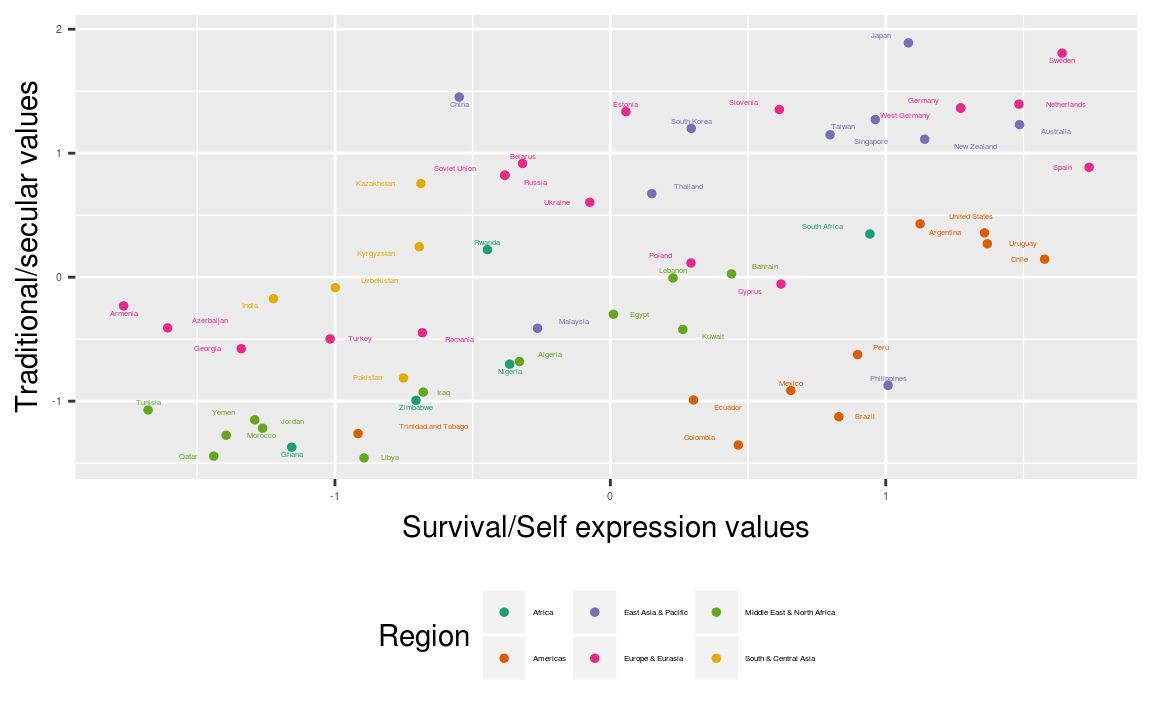 Traditional/secular values
2
1
0
-1
Japan
Sweden
China
Estonia
Slovenia
Germany
Netherlands
South Korea
West Germany
Taiwan
Australia
Singapore
New Zealand
Belarus
Soviet Union
Spain
Kazakhstan
Russia
Thailand
Ukraine
United States
South Africa
Argentina
Rwanda
Uruguay
Kyrgyzstan
Poland
Chile
Lebanon
Bahrain
Uzbekistan
Cyprus
India
Armenia
Egypt
Azerbaijan
Malaysia
Turkey
Romania
Kuwait
Georgia
Peru
Algeria
Nigeria
Pakistan
Philippines
Mexico
Iraq
Tunisia
Zimbabwe
Ecuador
Yemen
Jordan
Brazil
Trinidad and Tobago
Morocco
Colombia
Qatar
Ghana
Libya
-1
0
1
Survival/Self expression values
Region
Africa
East Asia & Pacific
Middle East & North Africa
Americas
Europe & Eurasia
South & Central Asia